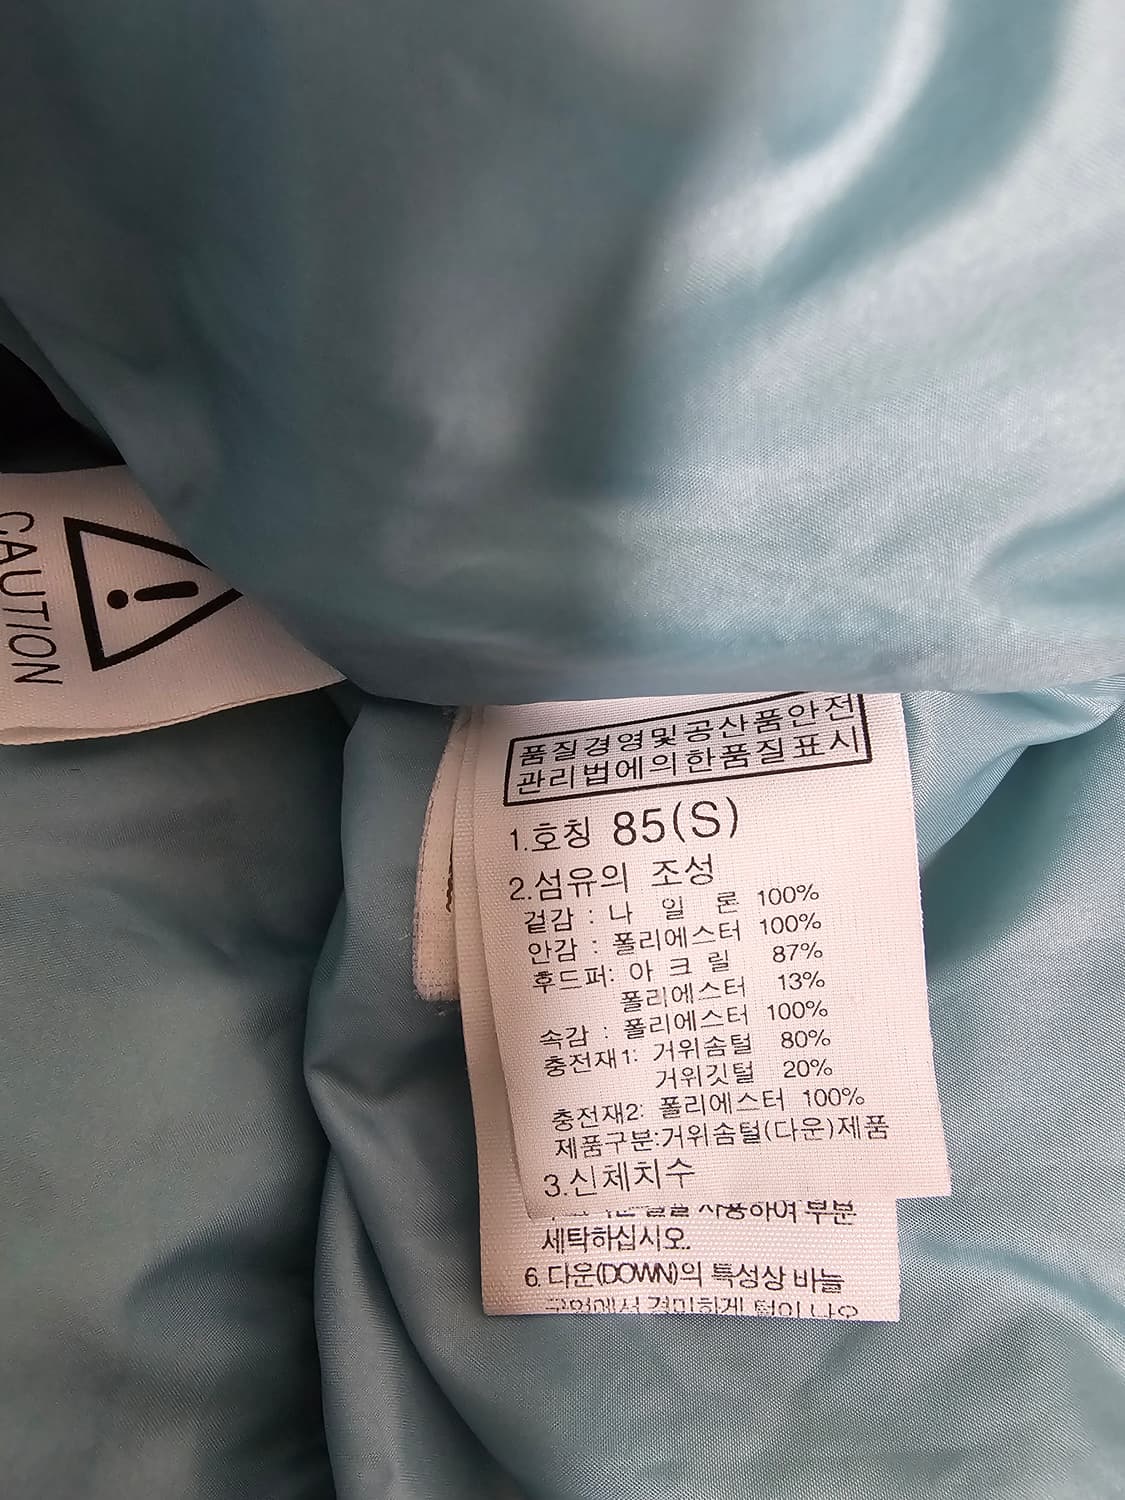 CAUTION
품질경영및공산품안전
관리법에의한품질표시
1.호칭 85(S)
2.섬유의 조성
겉감 : 나 일 론 100%
안감 : 폴리에스터 100%
후드퍼: 아 크 릴 87%
폴리에스터 13%
속감 : 폴리에스터 100%
충전재1: 거위솜털 80%
거위깃털 20%
충전재2: 폴리에스터 100%
제품구분:거위솜털(다운)제품
3.신체치수
사용하여 부분
세탁하십시오.
6.다운(DOWN)의 특성상 바늘